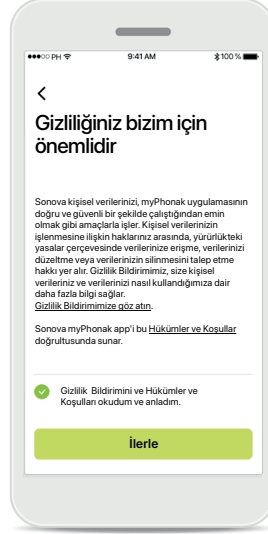 PH 9:41 AM 100 %
Gizliliğiniz bizim için
önemlidir
Sonova kişisel verilerinizi, myPhonak uygulamasının
doğru ve güvenli bir şekilde çalıştığından emin
olmak gibi amaçlarla işler. Kişisel verilerinizin
işlenmesine ilişkin haklarınız arasında, yürürlükteki
yasalar çerçevesinde verilerinize erişme, verilerinizi
düzeltme veya verilerinizin silinmesini talep etme
hakkı yer alır. Gizlilik Bildirimimiz, size kişisel
verileriniz ve verilerinizi nasıl kullandığımıza dair
daha fazla bilgi sağlar.
Gizlilik Bildirimimize göz atın.
Sonova myPhonak app'i bu Hükümler ve Koşullar
doğrultusunda sunar.
Gizlilik Bildirimini ve Hükümler ve
Koşulları okudum ve anladım.
İlerle